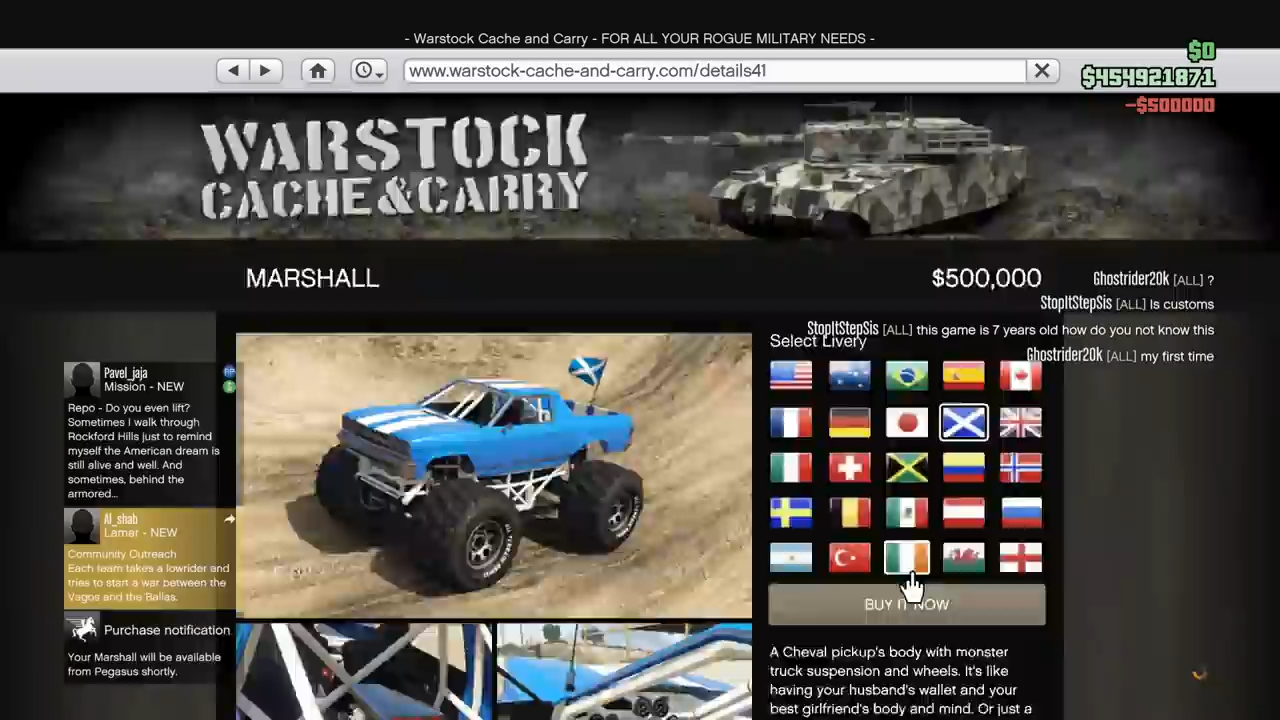 - Warstock Cache and Carry - FOR ALL YOUR ROGUE MILITARY NEEDS -
$0
www.warstock-cache-and-carry.com/details41
$454921871
-$500000
WARSTOCK
CACHE&CARRY
MARSHALL
$500,000
Ghostrider20k [ALL] ?
StopItStepSis [ALL] Is customs
StopItStepSis [ALL] this game is 7 years old how do you not know this
Select Livery
Ghostrider20k [ALL] my first time
Pavel_jaja
Mission - NEW
RP
$
Repo - Do you even lift?
Sometimes I walk through
Rockford Hills just to remind
myself the American dream is
still alive and well. And
sometimes, behind the
armored...
Al_shab
Lamar - NEW
Community Outreach
Each team takes a lowrider and
tries to start a war between the
Vagos and the Ballas.
Purchase notification
Your Marshall will be available
from Pegasus shortly.
BUY IT NOW
A Cheval pickup's body with monster
truck suspension and wheels. It's like
having your husband's wallet and your
best girlfriend's body and mind. Or just a